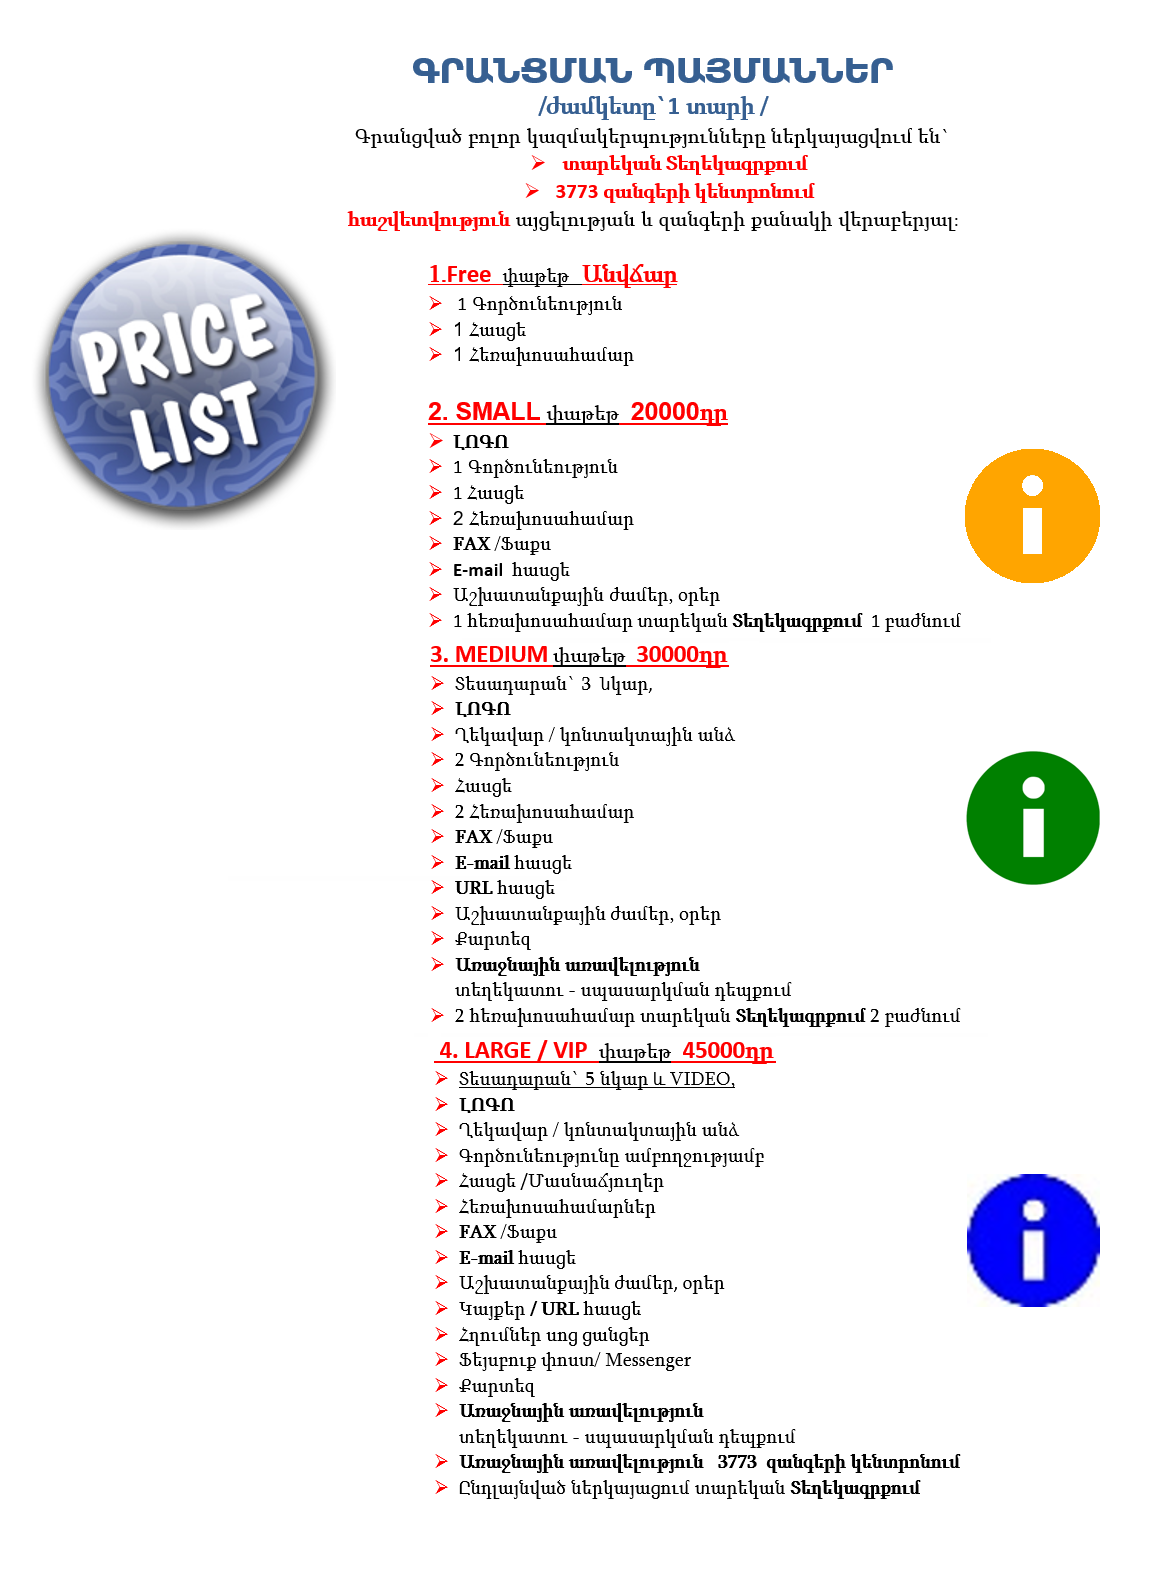 ԳՐԱՆՑՄԱՆ ՊԱՅՄԱՆՆԵՐ
/ժամկետը՝1 տարի /
Գրանցված բոլոր կազմակերպությունները ներկայացվում են՝
➢ տարեկան Տեղեկագրքում
➢ 3773 զանգերի կենտրոնում
հաշվետվություն այցելության և զանգերի քանակի վերաբերյալ:
PRICE
LIST
1.Free փաթեթ Անվճար
➢ 1 Գործունեություն
➢ 1 Հասցե
➢ 1 Հեռախոսահամար
2. SMALL փաթեթ 20000դր
➢ ԼՈԳՈ
➢ 1 Գործունեություն
➢ 1 Հասցե
➢ 2 Հեռախոսահամար
➢ FAX /Ֆաքս
➢ E-mail հասցե
➢ Աշխատանքային ժամեր, օրեր
➢ 1 հեռախոսահամար տարեկան Տեղեկագրքում 1 բաժնում
3. MEDIUM փաթեթ 30000դր
➢ Տեսադարան՝ 3 նկար,
➢ ԼՈԳՈ
➢ Ղեկավար / կոնտակտային անձ
➢ 2 Գործունեություն
➢ Հասցե
➢ 2 Հեռախոսահամար
➢ FAX /Ֆաքս
➢ E-mail հասցե
➢ URL հասցե
➢ Աշխատանքային ժամեր, օրեր
➢ Քարտեզ
➢ Առաջնային առավելություն
տեղեկատու - սպասարկման դեպքում
➢ 2 հեռախոսահամար տարեկան Տեղեկագրքում 2 բաժնում
4. LARGE / VIP փաթեթ 45000դր
➢ Տեսադարան՝ 5 նկար և VIDEO,
➢ ԼՈԳՈ
➢ Ղեկավար / կոնտակտային անձ
➢ Գործունեությունը ամբողջությամբ
➢ Հասցե /Մասնաճյուղեր
➢ Հեռախոսահամարներ
➢ FAX /Ֆաքս
➢ E-mail հասցե
➢ Աշխատանքային ժամեր, օրեր
➢ Կայքեր / URL հասցե
➢ Հղումներ սոց ցանցեր
➢ Ֆեյսբուք փոստ/ Messenger
➢ Քարտեզ
➢ Առաջնային առավելություն
տեղեկատու - սպասարկման դեպքում
➢ Առաջնային առավելություն 3773 զանգերի կենտրոնում
➢ Ընդլայնված ներկայացում տարեկան Տեղեկագրքում